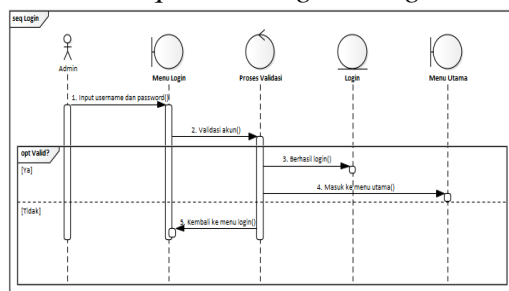 seq Login
Admin
Menu Login
Proses Validasi
Login
Menu Utama
1. Input username dan password()
2. Validasi akun()
opt Valid?
[Ya]
3. Berhasil login()
4. Masuk ke menu utama()
[Tidak]
5. Kembali ke menu login()